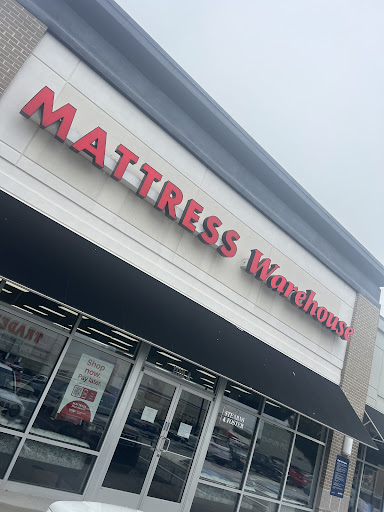 MATTRESS Warehouse
Shop
now.
Pay later.
STEARNS
& FOSTER